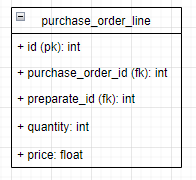 purchase_order_line
+ id (pk): int
+ purchase_order_id (fk): int
+ preparate_id (fk): int
+ quantity: int
+ price: float